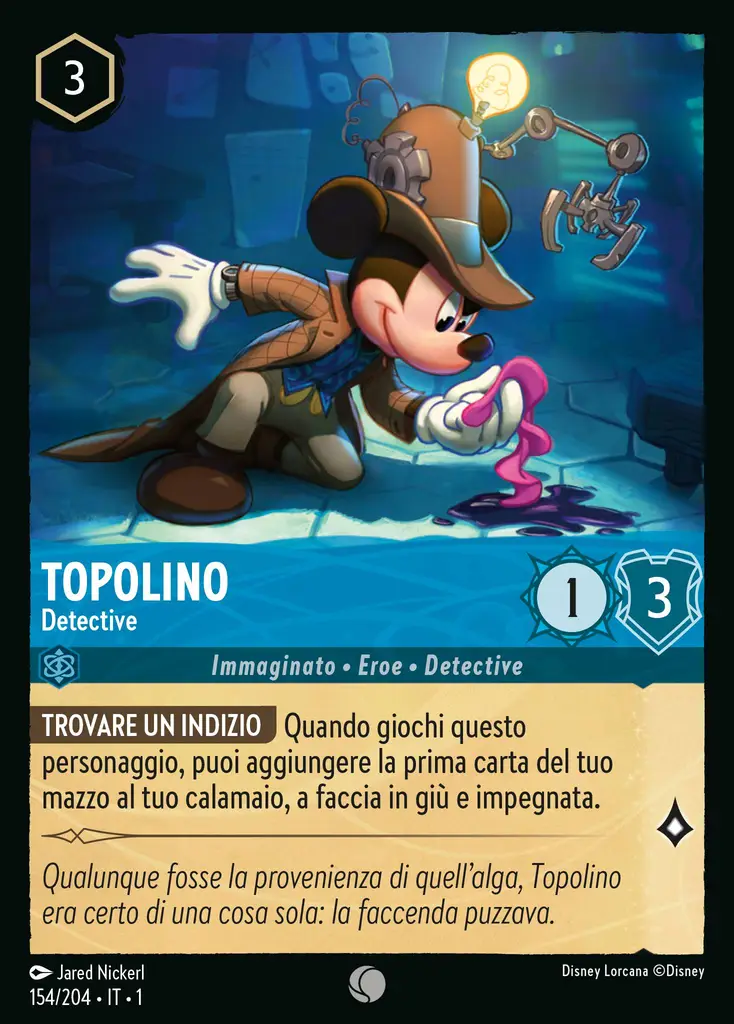 3
TOPOLINO
Detective
1
3
Immaginato • Eroe • Detective
TROVARE UN INDIZIO Quando giochi questo
personaggio, puoi aggiungere la prima carta del tuo
mazzo al tuo calamaio, a faccia in giù e impegnata.
Qualunque fosse la provenienza di quell'alga, Topolino
era certo di una cosa sola: la faccenda puzzava.
Jared Nickerl
Disney Lorcana ©Disney
154/204 • IT • 1